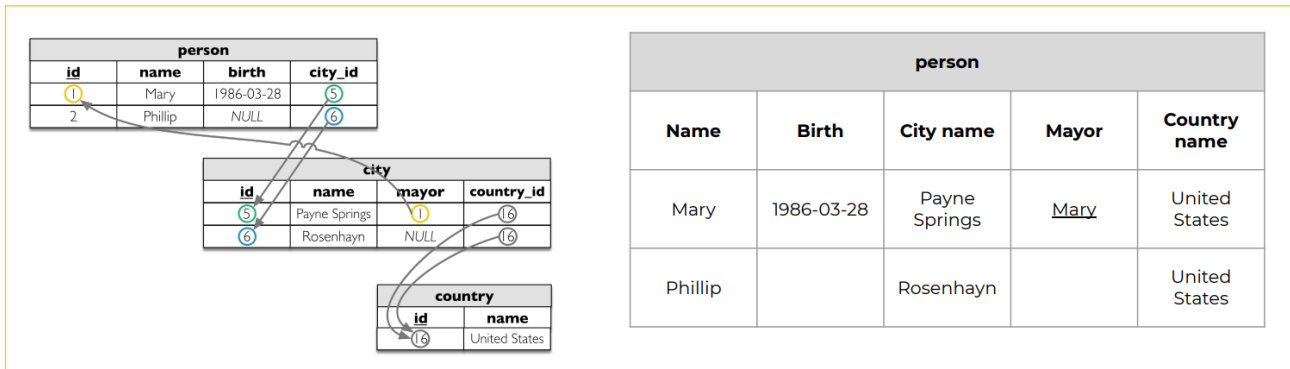 person
id name birth city_id
1 Mary 1986-03-28 5
2 Phillip NULL 6
city
id name mayor country_id
5 Payne Springs 1 16
6 Rosenhayn NULL 16
country
id name
16 United States
person
Name Birth City name Mayor Country
name
Mary 1986-03-28 Payne
Springs Mary United
States
Phillip Rosenhayn United
States